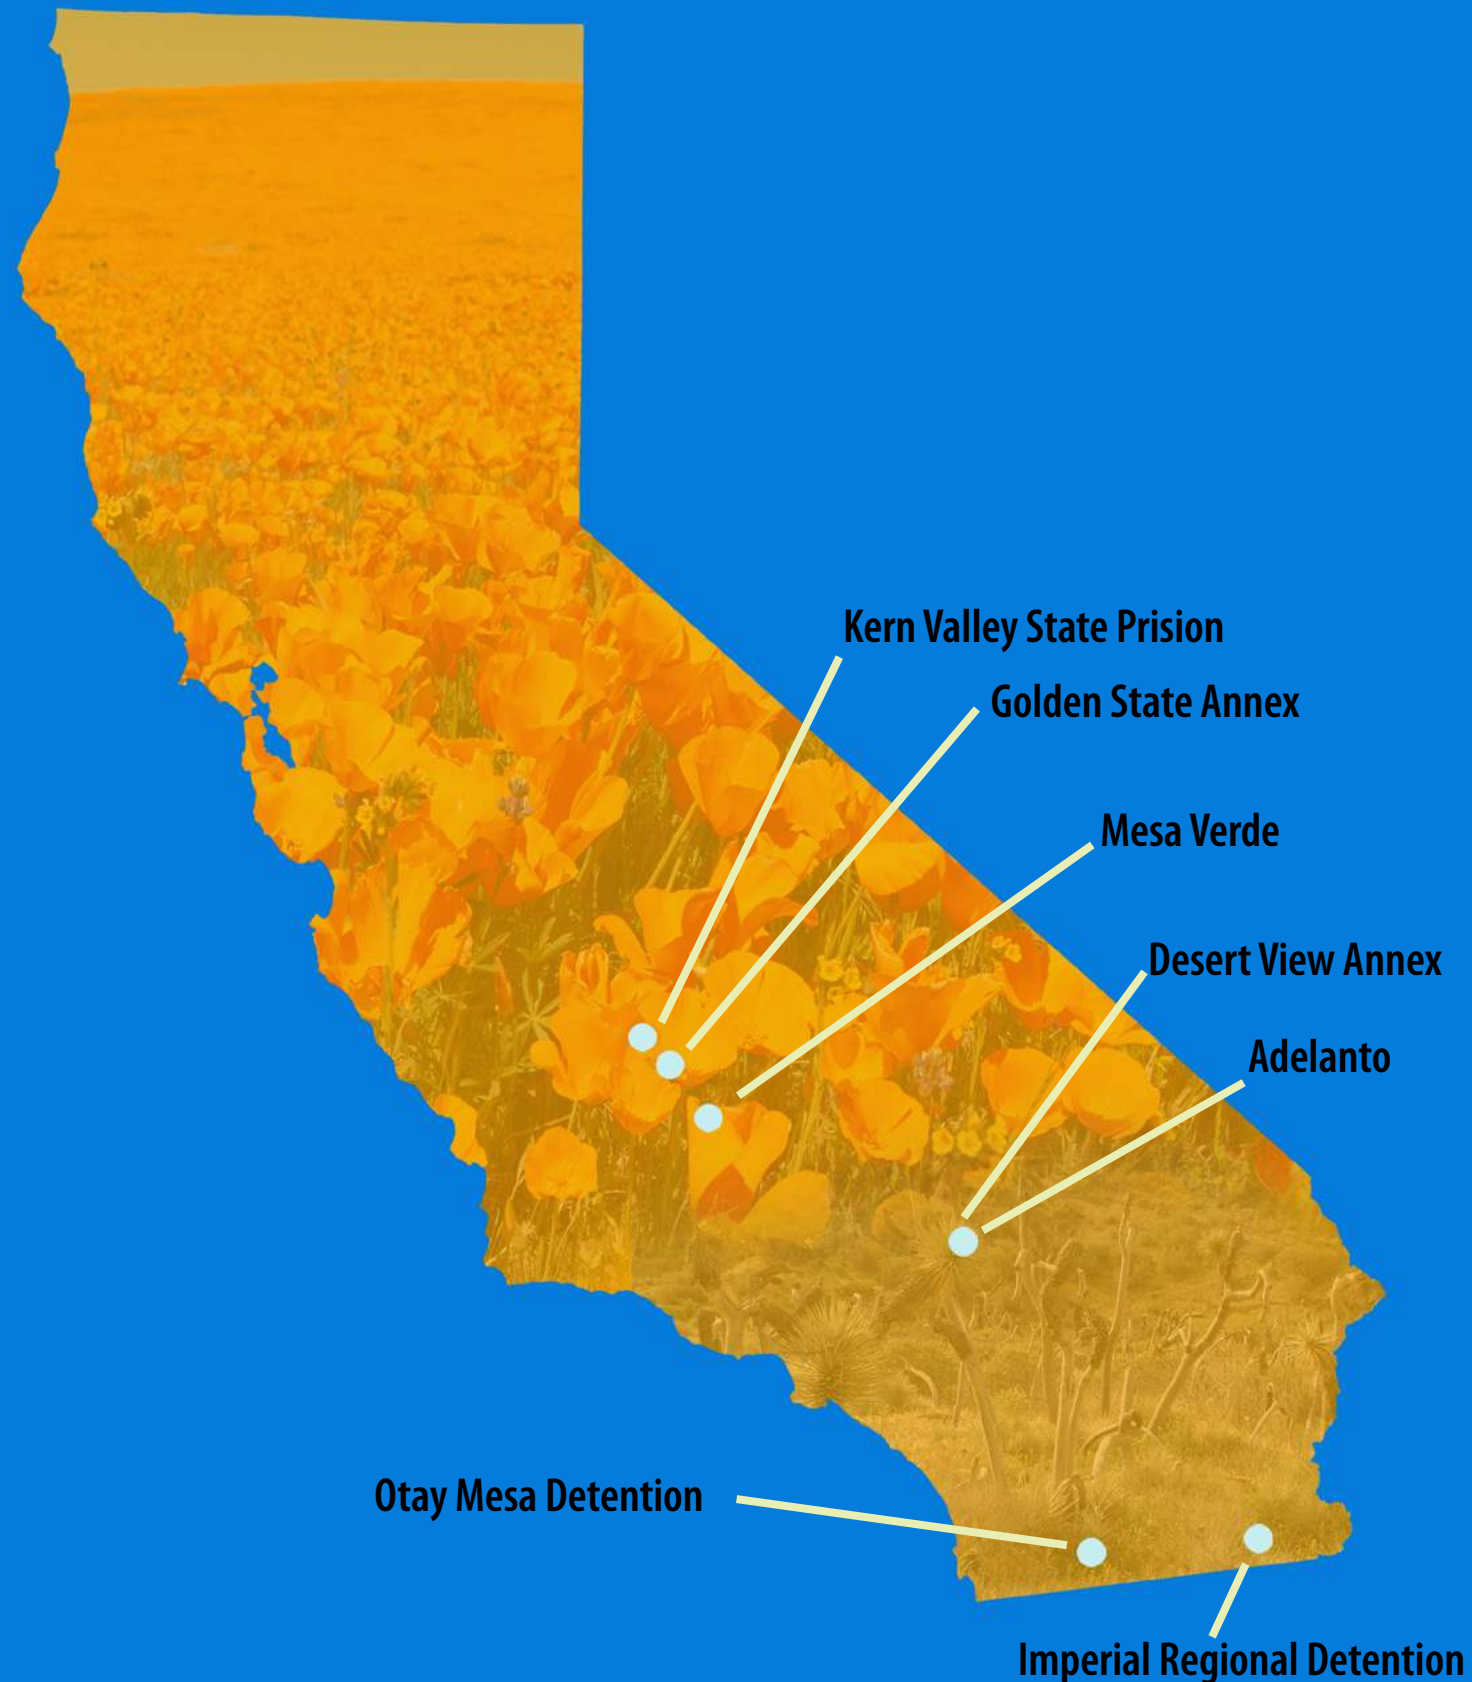 Kern Valley State Prision
Golden State Annex
Mesa Verde
Desert View Annex
Adelanto
Otay Mesa Detention
Imperial Regional Detention